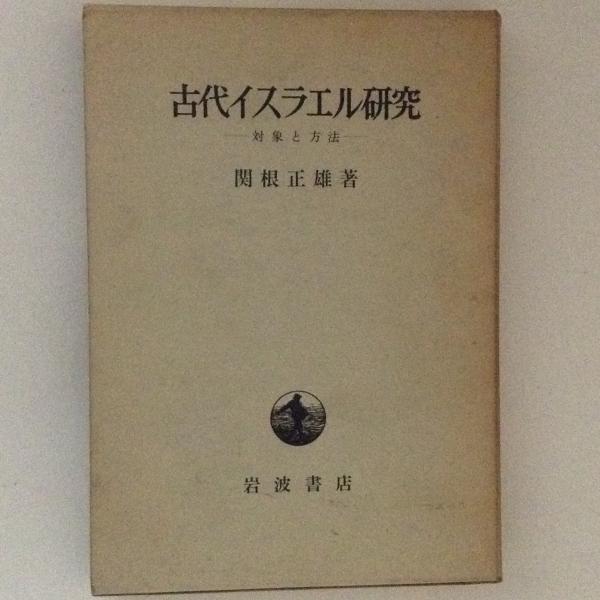 古代イスラエル研究
―対象と方法―
関根正雄著
岩波書店